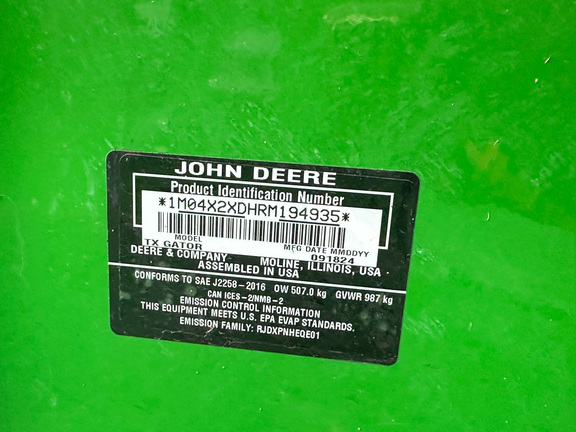 JOHN DEERE
Product Identification Number
*1M04X2XDHRM194935*
MODEL MFG DATE MMDDYY
TX GATOR 091824
DEERE & COMPANY MOLINE, ILLINOIS, USA
ASSEMBLED IN USA
CONFORMS TO SAE J2258-2016 OW 507.0 kg GVWR 987 kg
CAN ICES-2/NMB-2
EMISSION CONTROL INFORMATION
THIS EQUIPMENT MEETS U.S. EPA EVAP STANDARDS.
EMISSION FAMILY: RJDXPNHEQE01